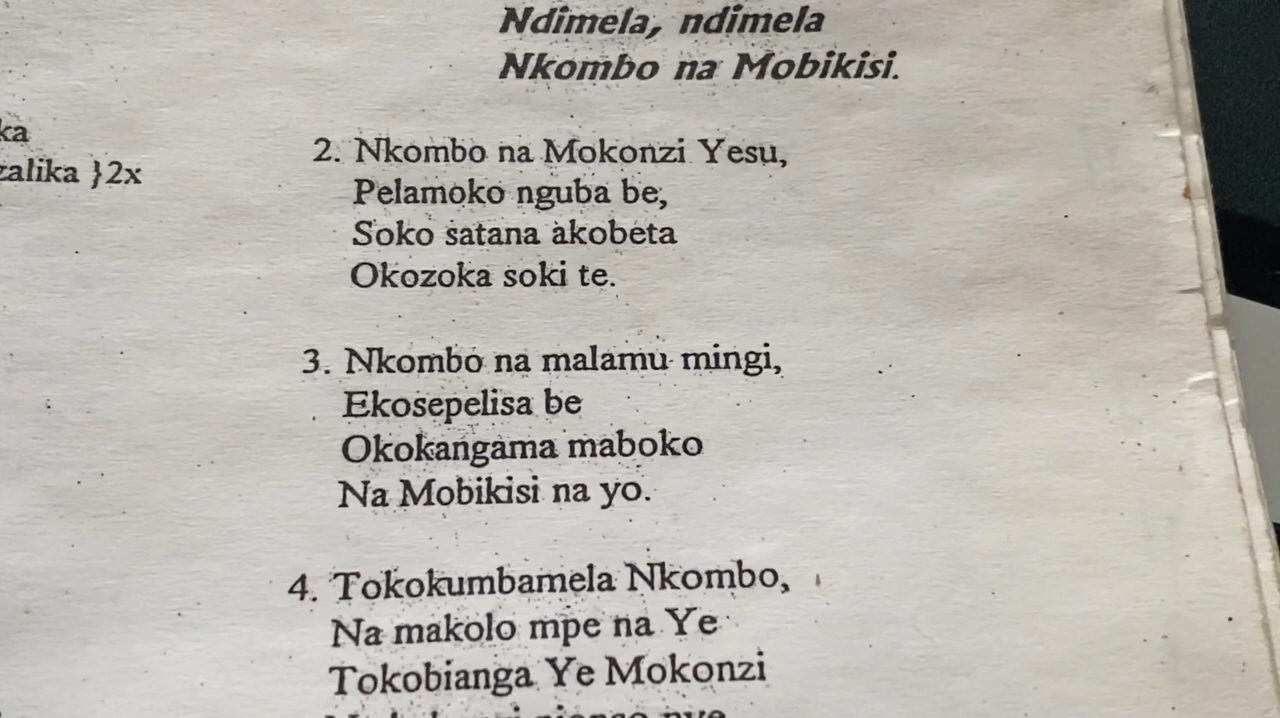 Ndimela, ndimela
Nkombo na Mobikisi.
ka
zalika }2x
2. Nkombo na Mokonzi Yesu,
Pelamoko nguba be,
Soko satana akobeta
Okozoka soki te.
3. Nkombo na malamu mingi,
Ekosepelisa be
Okokangama maboko
Na Mobikisi na yo.
4. Tokokumbamela Nkombo,
Na makolo mpe na Ye
Tokobianga Ye Mokonzi